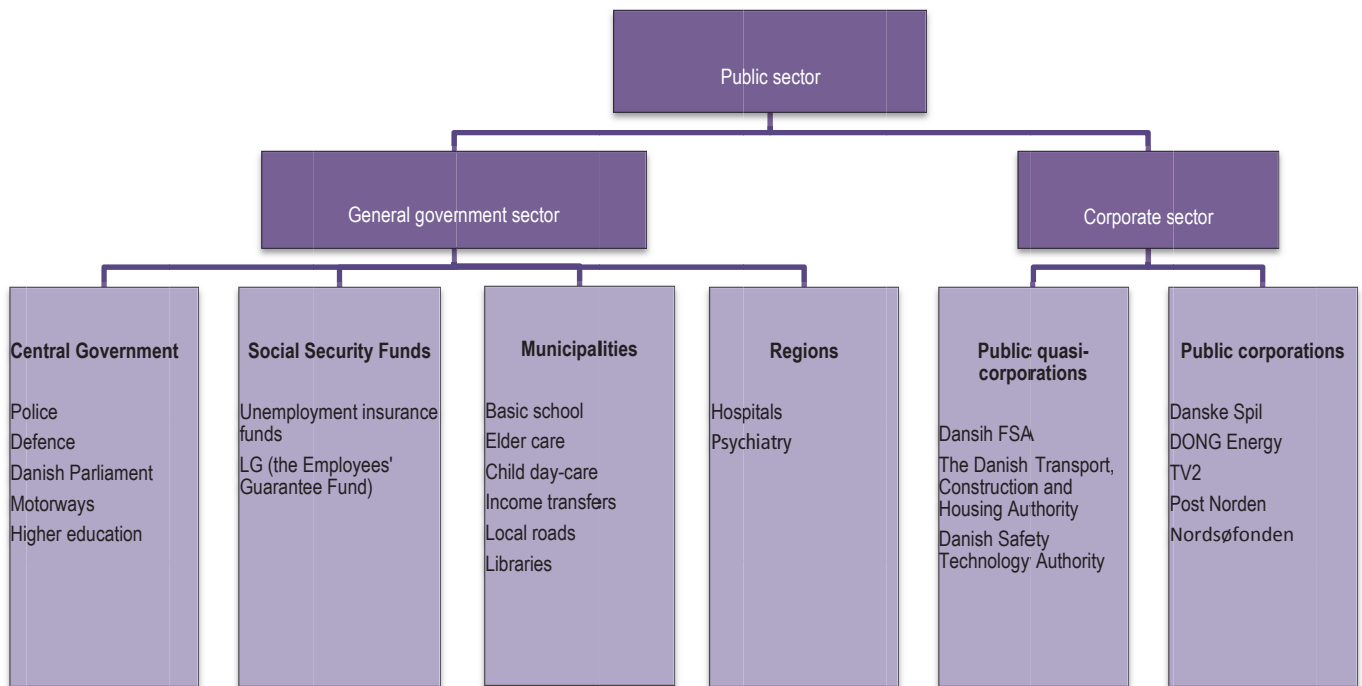 Public sector
General government sector
Corporate sector
Central Government
Police
Defence
Danish Parliament
Motorways
Higher education
Social Security Funds
Unemployment insurance
funds
LG (the Employees'
Guarantee Fund)
Municipalities
Basic school
Elder care
Child day-care
Income transfers
Local roads
Libraries
Regions
Hospitals
Psychiatry
Public quasi-
corporations
Dansih FSA
The Danish Transport,
Construction and
Housing Authority
Danish Safety
Technology Authority
Public corporations
Danske Spil
DONG Energy
TV2
Post Norden
Nordsøfonden